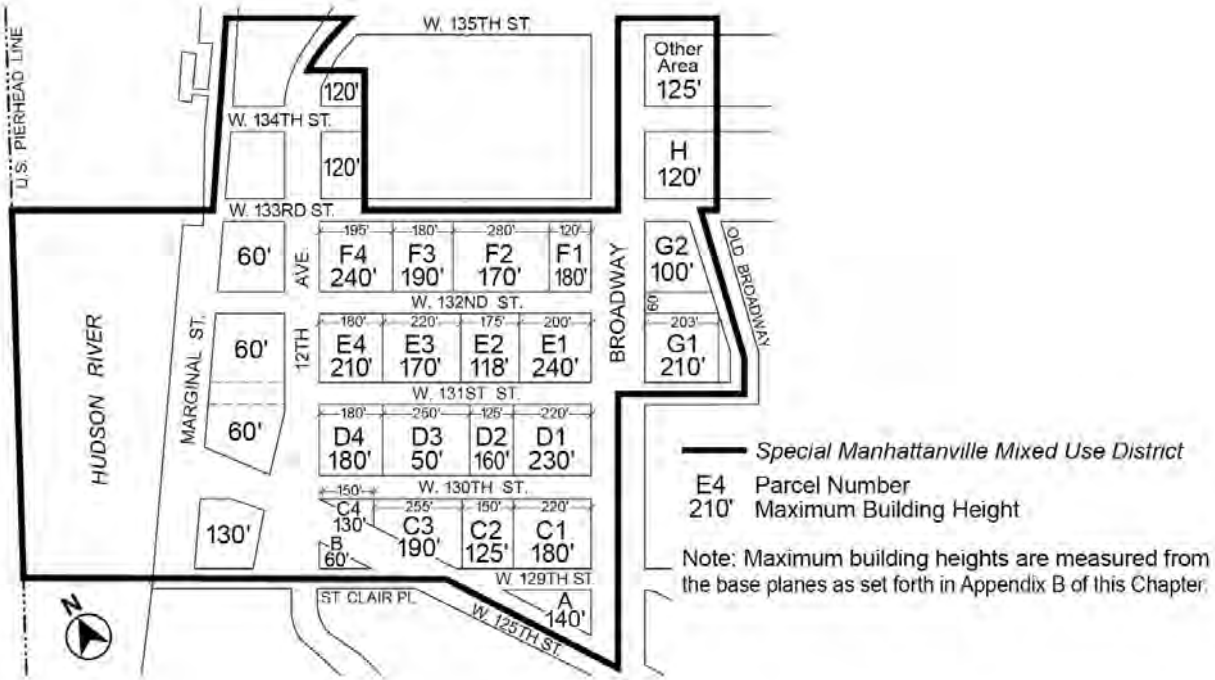 W. 135TH ST.
U.S. PIERHEAD LINE
Other
Area
125'
120'
W. 134TH ST.
120'
H
120'
W. 133RD ST.
60'
12TH AVE.
195'
F4
240'
180'
F3
190'
280'
F2
170'
120'
F1
180'
BROADWAY
G2
100'
OLD BROADWAY
W. 132ND ST.
60
HUDSON RIVER
MARGINAL ST.
60'
180'
E4
210'
220'
E3
170'
175'
E2
118'
200'
E1
240'
203'
G1
210'
W. 131ST ST.
60'
180'
D4
180'
250'
D3
50'
125'
D2
160'
220'
D1
230'
W. 130TH ST.
130'
150'
C4
130'
255'
C3
190'
150'
C2
125'
220'
C1
180'
B
60'
W. 129TH ST.
ST. CLAIR PL.
A
140'
W. 125TH ST.
N
Special Manhattanville Mixed Use District
E4 Parcel Number
210' Maximum Building Height
Note: Maximum building heights are measured from
the base planes as set forth in Appendix B of this Chapter.